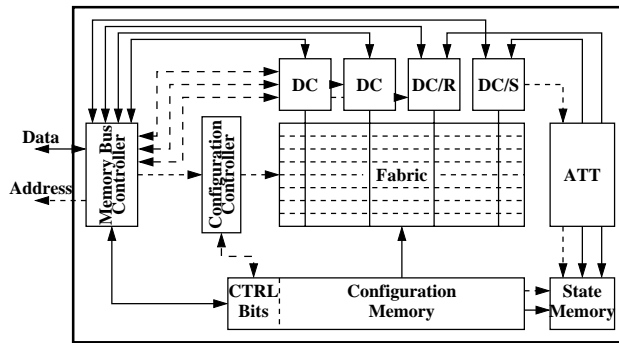 DC
DC
DC/R
DC/S
Data
Address
Memory Bus
Controller
Configuration
Controller
Fabric
ATT
CTRL
Bits
Configuration
Memory
State
Memory